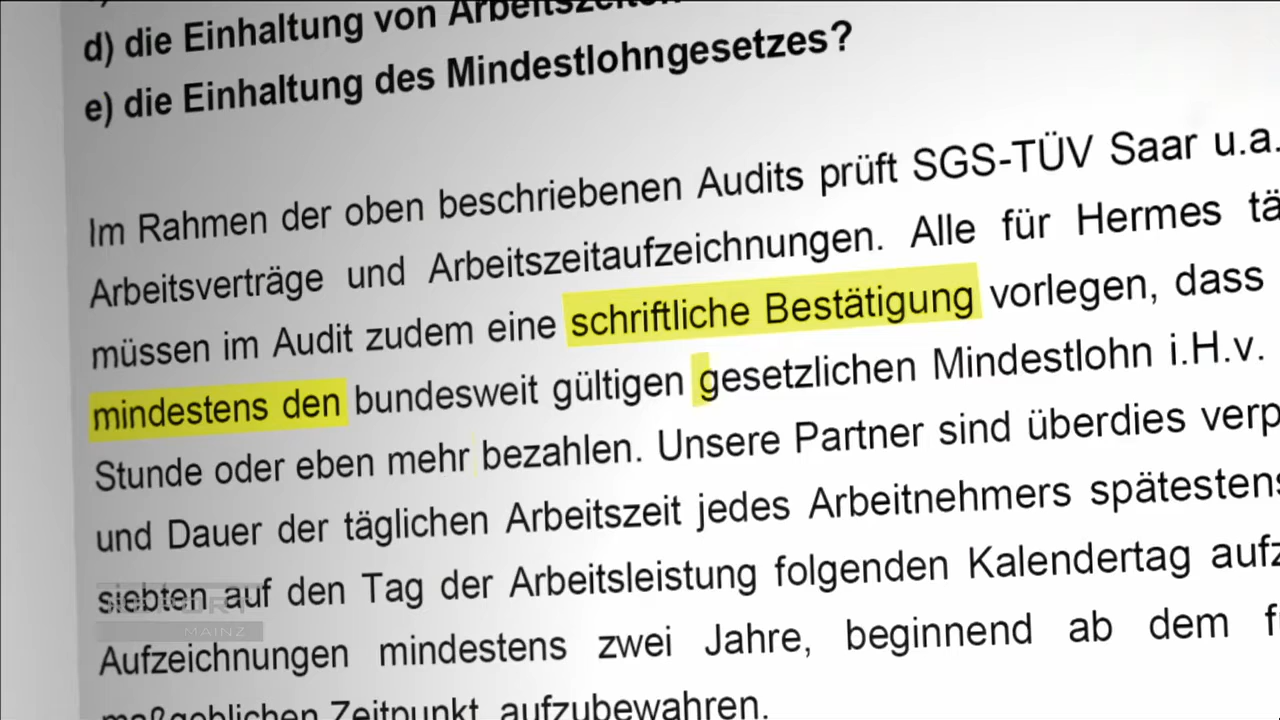 d) die Einhaltung von Arbeitszeiten
e) die Einhaltung des Mindestlohngesetzes?
Im Rahmen der oben beschriebenen Audits prüft SGS-TÜV Saar u.a.
Arbeitsverträge und Arbeitszeitaufzeichnungen. Alle für Hermes tä
müssen im Audit zudem eine schriftliche Bestätigung vorlegen, dass
mindestens den bundesweit gültigen gesetzlichen Mindestlohn i.H.v.
Stunde oder eben mehr bezahlen. Unsere Partner sind überdies verp
und Dauer der täglichen Arbeitszeit jedes Arbeitnehmers spätestens
siebten auf den Tag der Arbeitsleistung folgenden Kalendertag aufz
Aufzeichnungen mindestens zwei Jahre, beginnend ab dem f
maßgeblichen Zeitpunkt aufzubewahren.
REPORT
MAINZ